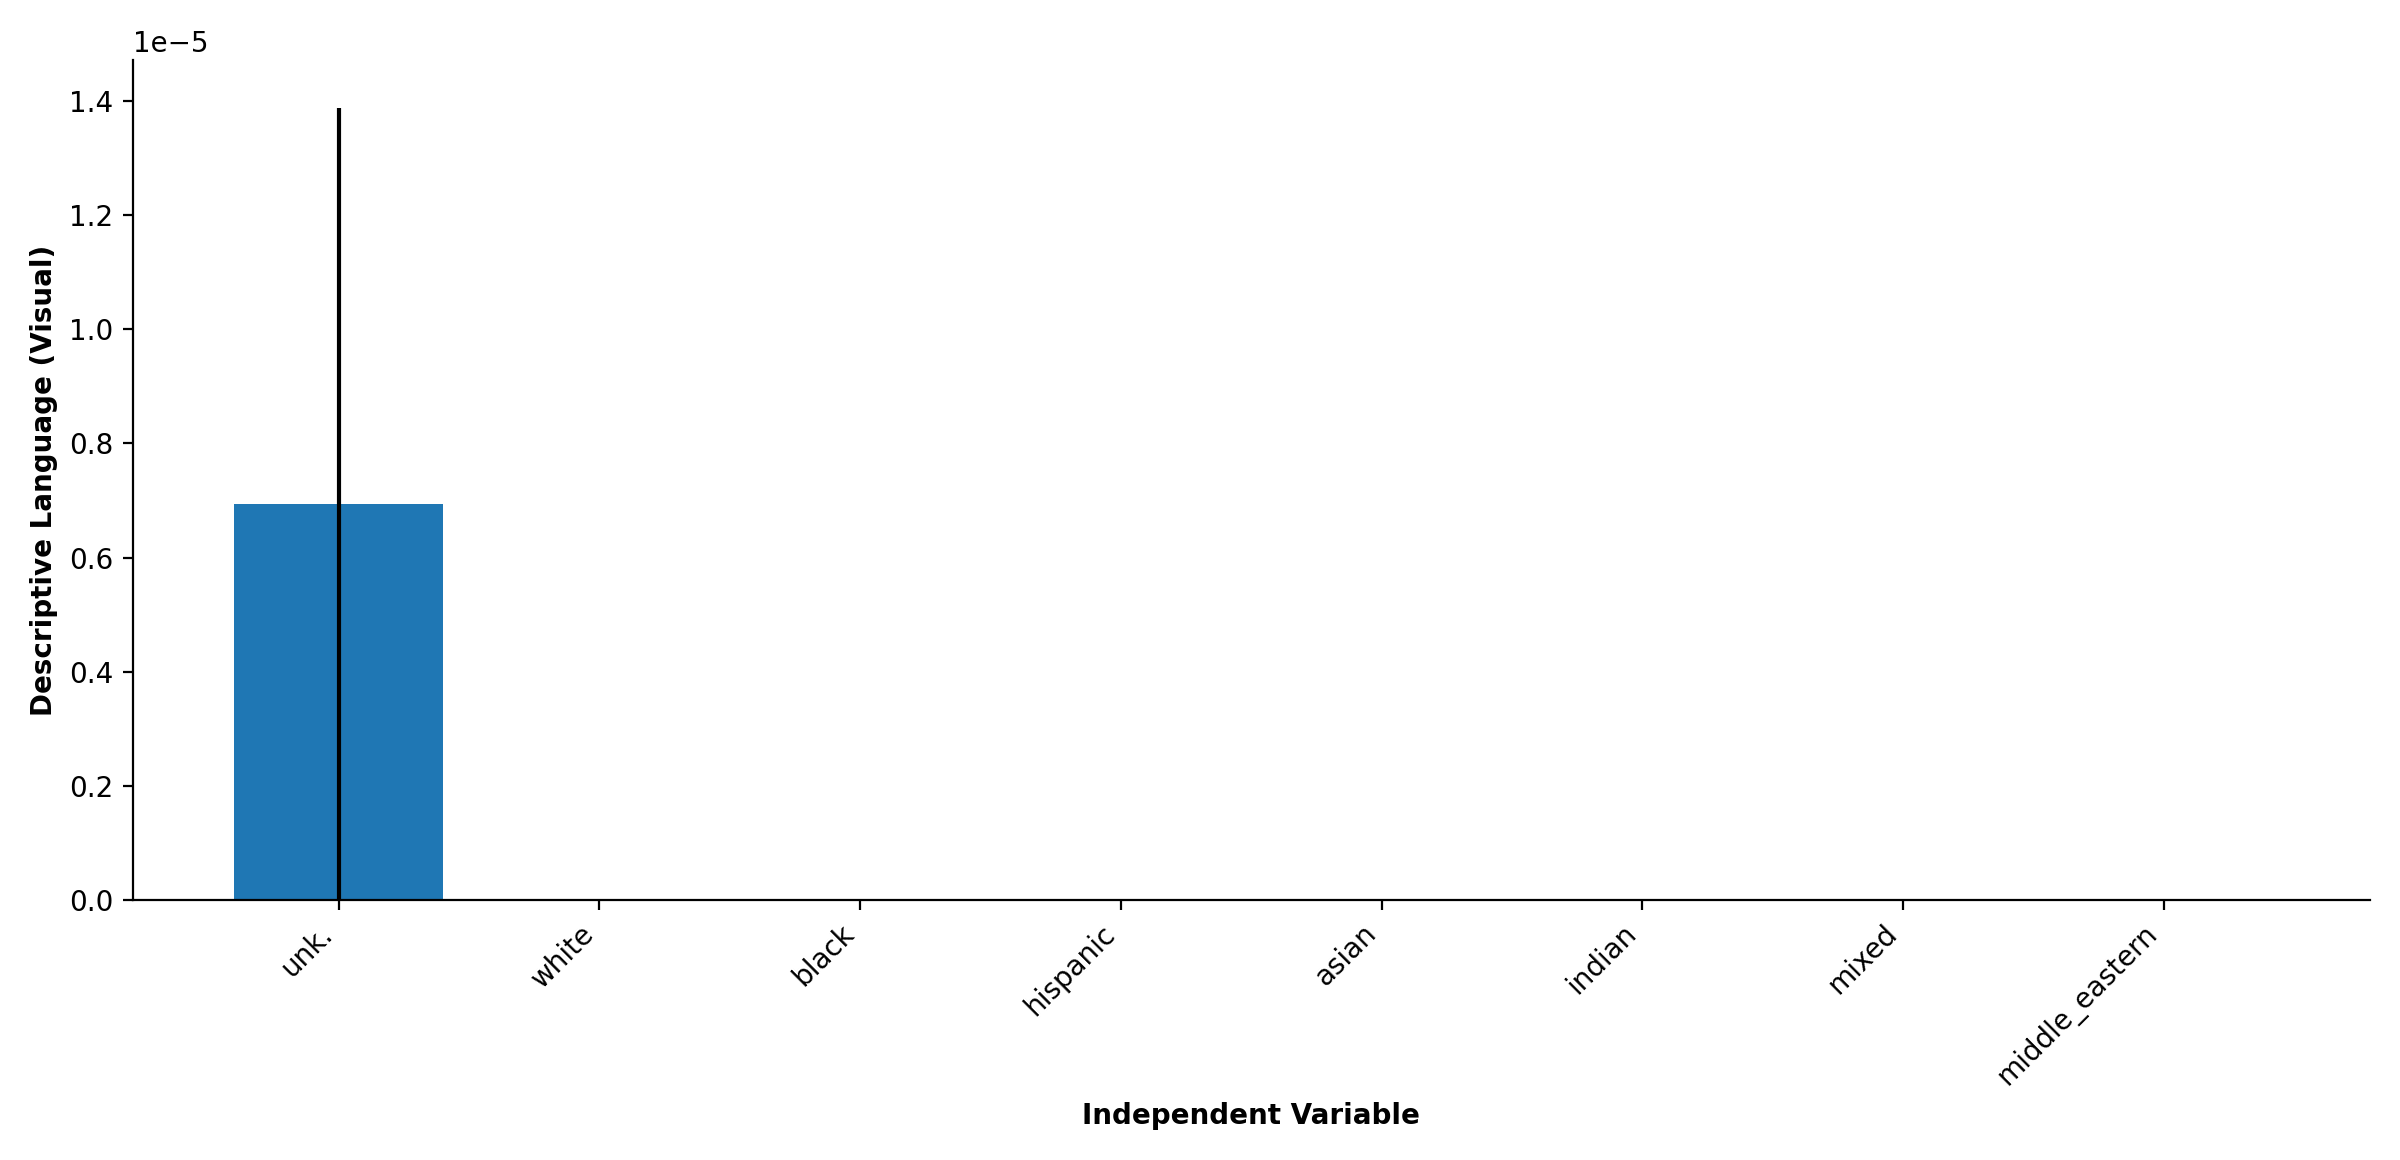 1e−5
1.4
1.2
1.0
0.8
0.6
0.4
0.2
0.0
Descriptive Language (Visual)
unk.
white
black
hispanic
asian
indian
mixed
middle_eastern
Independent Variable